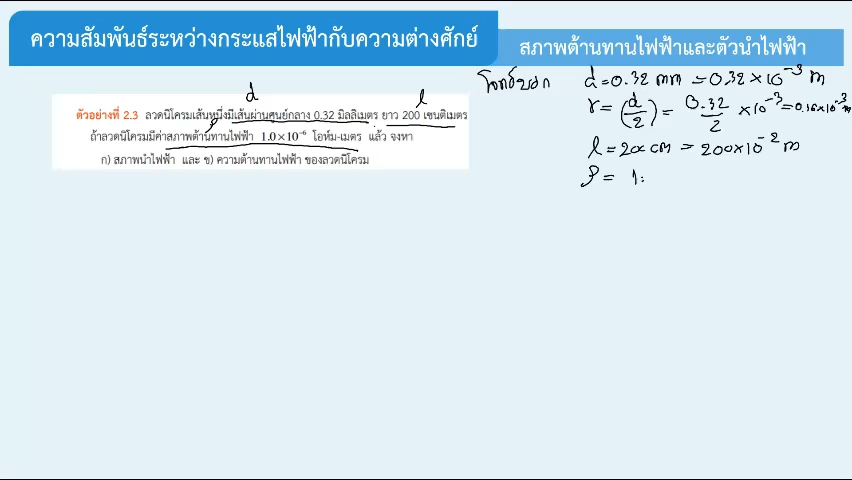 ความสัมพันธ์ระหว่างกระแสไฟฟ้ากับความต่างศักย์
สภาพต้านทานไฟฟ้าและตัวนำไฟฟ้า
d
l
ตัวอย่างที่ 2.3 ลวดนิโครมเส้นหนึ่งมีเส้นผ่านศูนย์กลาง 0.32 มิลลิเมตร ยาว 200 เซนติเมตร
ρ
ถ้าลวดนิโครมมีค่าสภาพต้านทานไฟฟ้า 1.0×10⁻⁶ โอห์ม-เมตร แล้ว จงหา
ก) สภาพนำไฟฟ้า และ ข) ความต้านทานไฟฟ้า ของลวดนิโครม
โจทย์บอก d = 0.32 mm = 0.32 × 10⁻³ m
r = (d/2) = 0.32/2 × 10⁻³ = 0.16×10⁻³ m
l = 200 cm = 200×10⁻² m
ρ = 1.